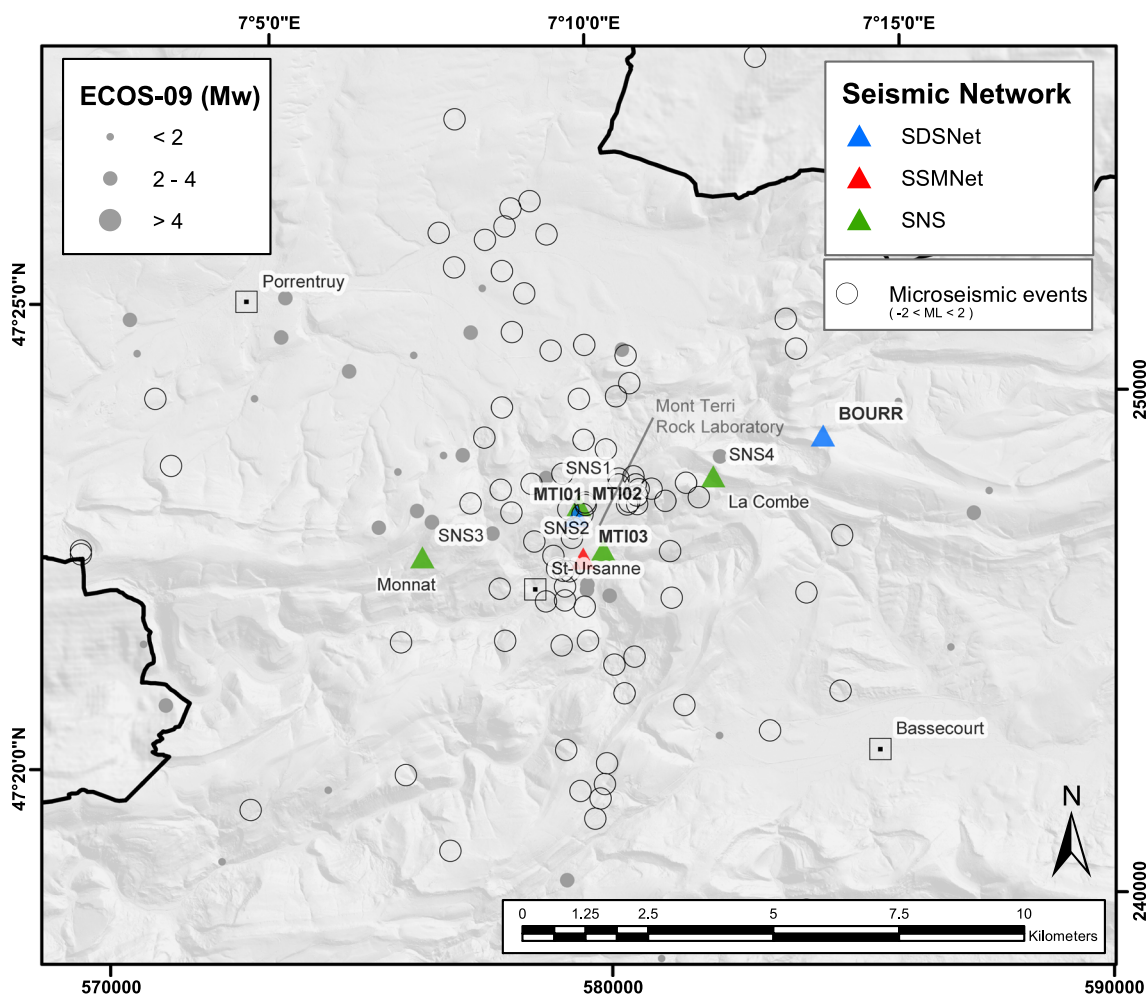 7°5'0"E
7°10'0"E
7°15'0"E
ECOS-09 (Mw)
< 2
2 - 4
> 4
Seismic Network
SDSNet
SSMNet
SNS
Microseismic events
( -2 < ML < 2 )
Porrentruy
47°25'0"N
250000
Mont Terri
Rock Laboratory
BOURR
SNS4
La Combe
SNS1
MTI01
MTI02
SNS2
MTI03
SNS3
Monnat
St-Ursanne
Bassecourt
47°20'0"N
N
240000
0
1.25
2.5
5
7.5
10
Kilometers
570000
580000
590000